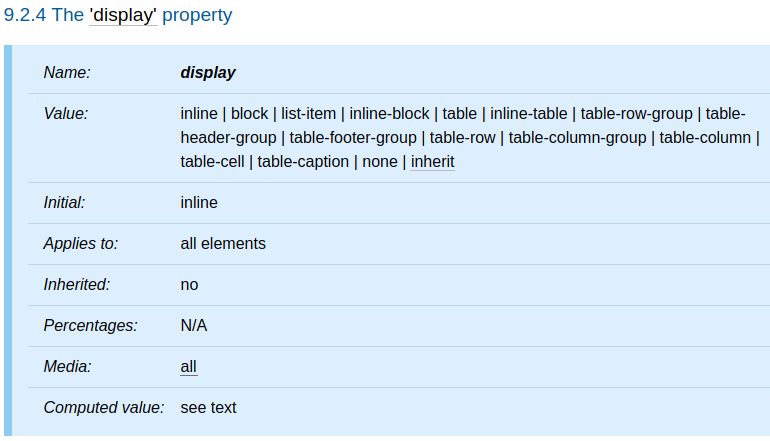 9.2.4 The 'display' property
Name: display
Value: inline | block | list-item | inline-block | table | inline-table | table-row-group | table-
header-group | table-footer-group | table-row | table-column-group | table-column |
table-cell | table-caption | none | inherit
Initial: inline
Applies to: all elements
Inherited: no
Percentages: N/A
Media: all
Computed value: see text